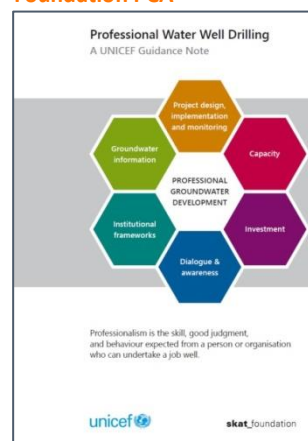 Professional Water Well Drilling
A UNICEF Guidance Note
Project design,
implementation
and monitoring
Groundwater
information
Capacity
PROFESSIONAL
GROUNDWATER
DEVELOPMENT
Institutional
frameworks
Investment
Dialogue &
awareness
Professionalism is the skill, good judgment,
and behaviour expected from a person or organisation
who can undertake a job well.
unicef
skat_foundation